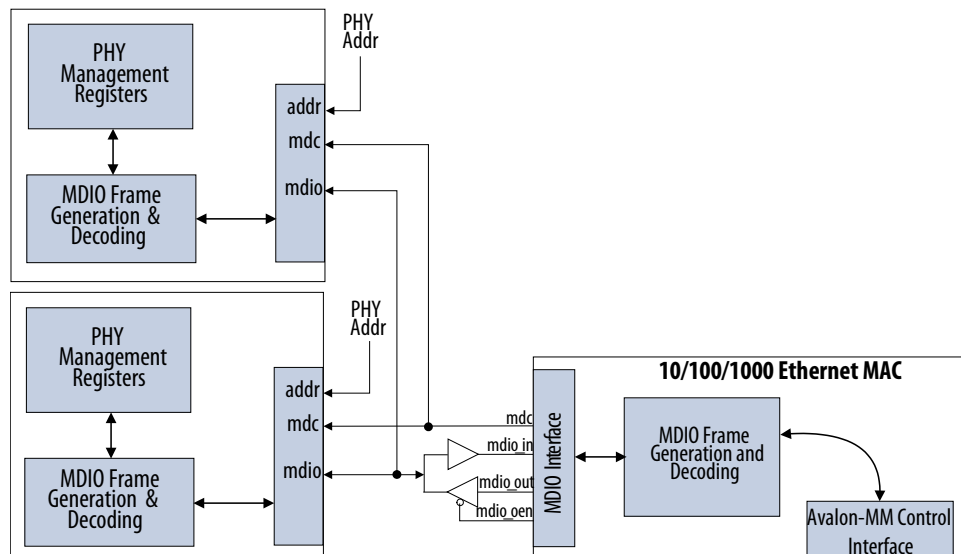 PHY
Management
Registers
MDIO Frame
Generation &
Decoding
addr
mdc
mdio
PHY
Addr
PHY
Management
Registers
MDIO Frame
Generation &
Decoding
addr
mdc
mdio
PHY
Addr
10/100/1000 Ethernet MAC
mdc
mdio_in
mdio_out
mdio_oen
MDIO Interface
MDIO Frame
Generation and
Decoding
Avalon-MM Control
Interface